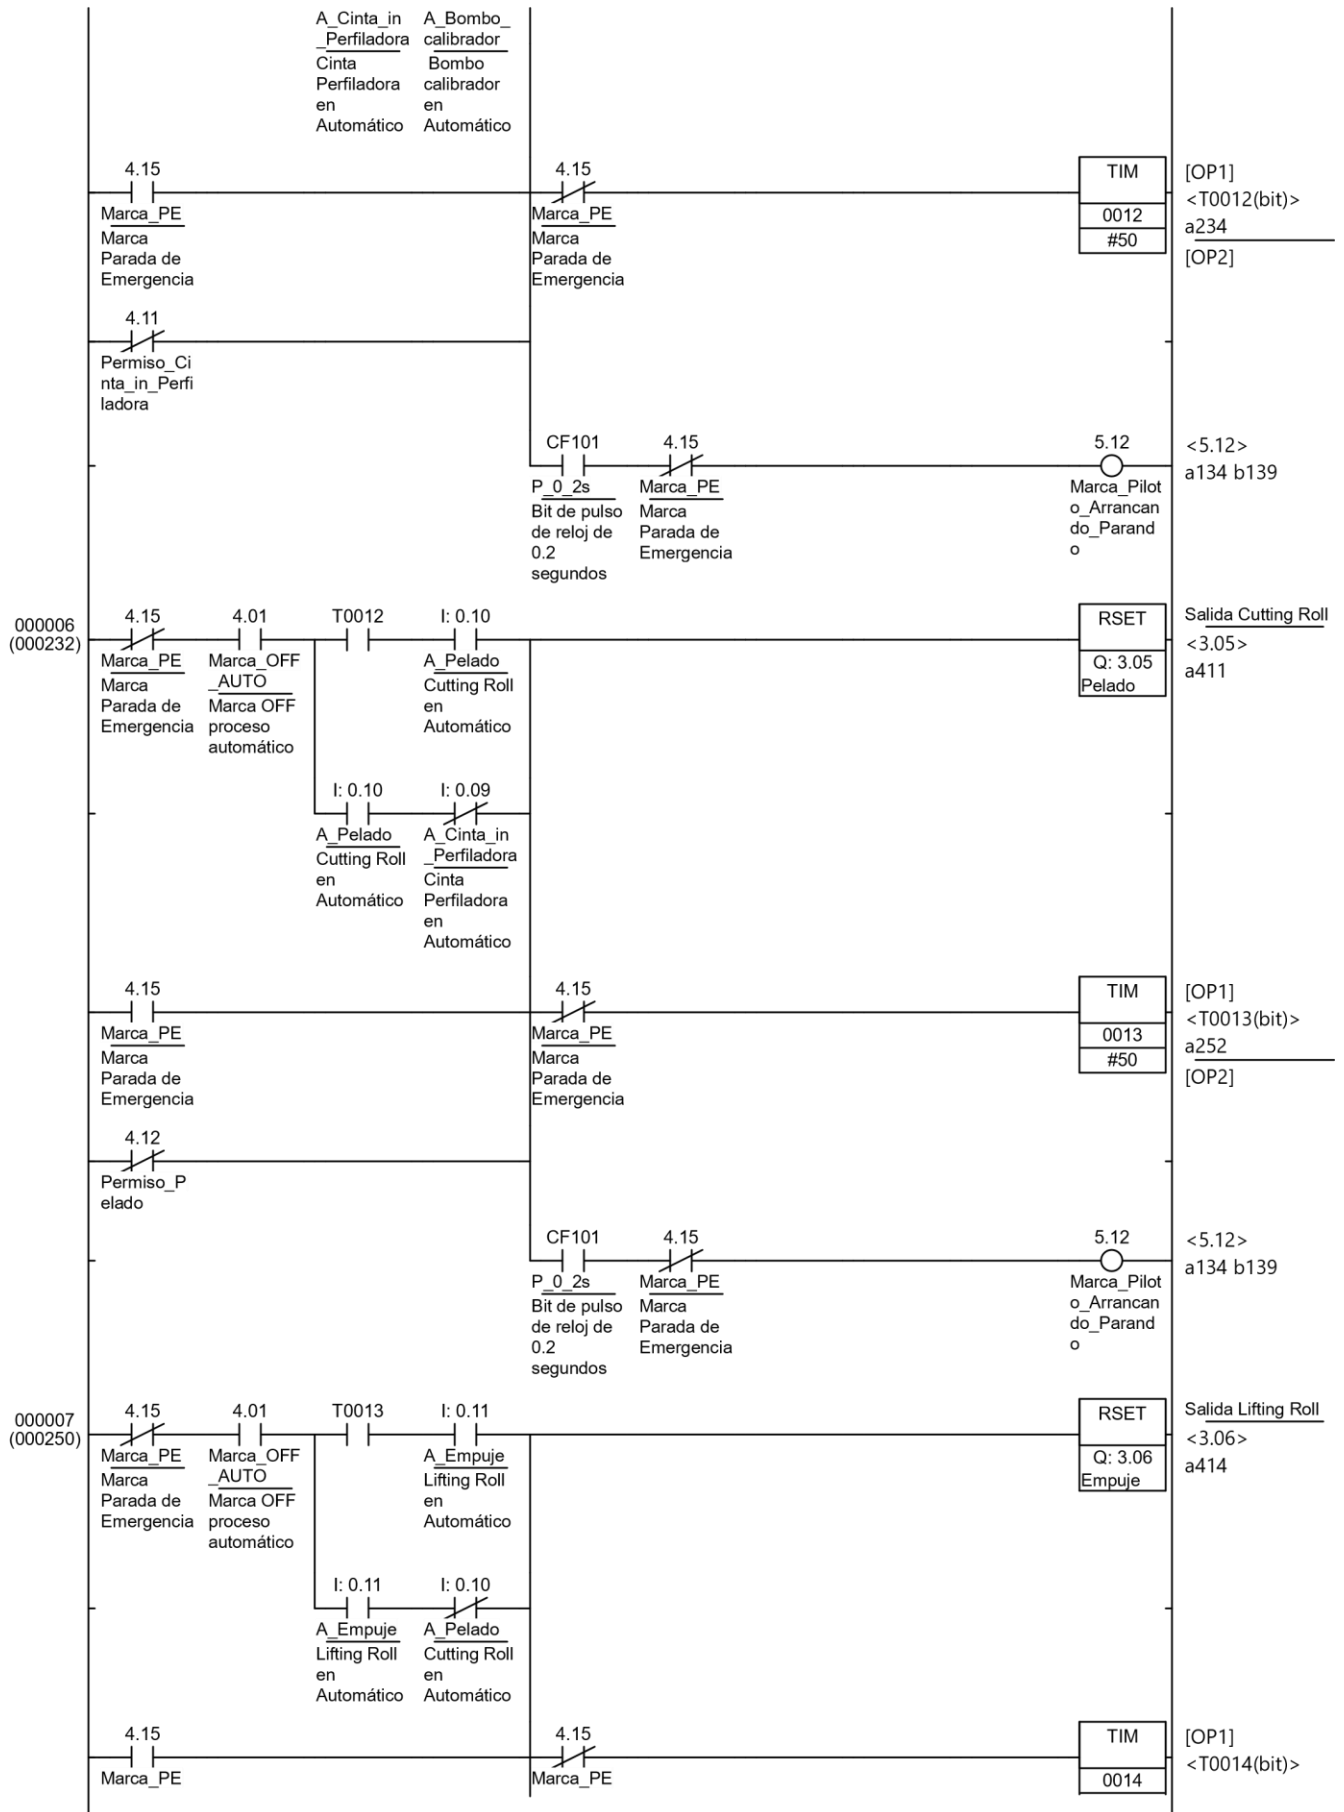 A_Cinta_in A_Bombo_
_Perfiladora calibrador
Cinta Bombo
Perfiladora calibrador
en en
Automático Automático
4.15 4.15 TIM [OP1]
<T0012(bit)>
Marca_PE Marca_PE 0012 a234
Marca Marca #50
Parada de Parada de [OP2]
Emergencia Emergencia
4.11
Permiso_Ci
nta_in_Perfi
ladora
CF101 4.15 5.12 <5.12>
a134 b139
P_0_2s Marca_PE Marca_Pilot
Bit de pulso Marca o_Arrancan
de reloj de Parada de do_Parand
0.2 Emergencia o
segundos
000006 4.15 4.01 T0012 I: 0.10 RSET Salida Cutting Roll
(000232) <3.05>
Marca_PE Marca_OFF A_Pelado Q: 3.05 a411
Marca _AUTO Cutting Roll Pelado
Parada de Marca OFF en
Emergencia proceso Automático
automático
I: 0.10 I: 0.09
A_Pelado A_Cinta_in
Cutting Roll _Perfiladora
en Cinta
Automático Perfiladora
en
Automático
4.15 4.15 TIM [OP1]
<T0013(bit)>
Marca_PE Marca_PE 0013 a252
Marca Marca #50
Parada de Parada de [OP2]
Emergencia Emergencia
4.12
Permiso_P
elado
CF101 4.15 5.12 <5.12>
a134 b139
P_0_2s Marca_PE Marca_Pilot
Bit de pulso Marca o_Arrancan
de reloj de Parada de do_Parand
0.2 Emergencia o
segundos
000007 4.15 4.01 T0013 I: 0.11 RSET Salida Lifting Roll
(000250) <3.06>
Marca_PE Marca_OFF A_Empuje Q: 3.06 a414
Marca _AUTO Lifting Roll Empuje
Parada de Marca OFF en
Emergencia proceso Automático
automático
I: 0.11 I: 0.10
A_Empuje A_Pelado
Lifting Roll Cutting Roll
en en
Automático Automático
4.15 4.15 TIM [OP1]
<T0014(bit)>
Marca_PE Marca_PE 0014